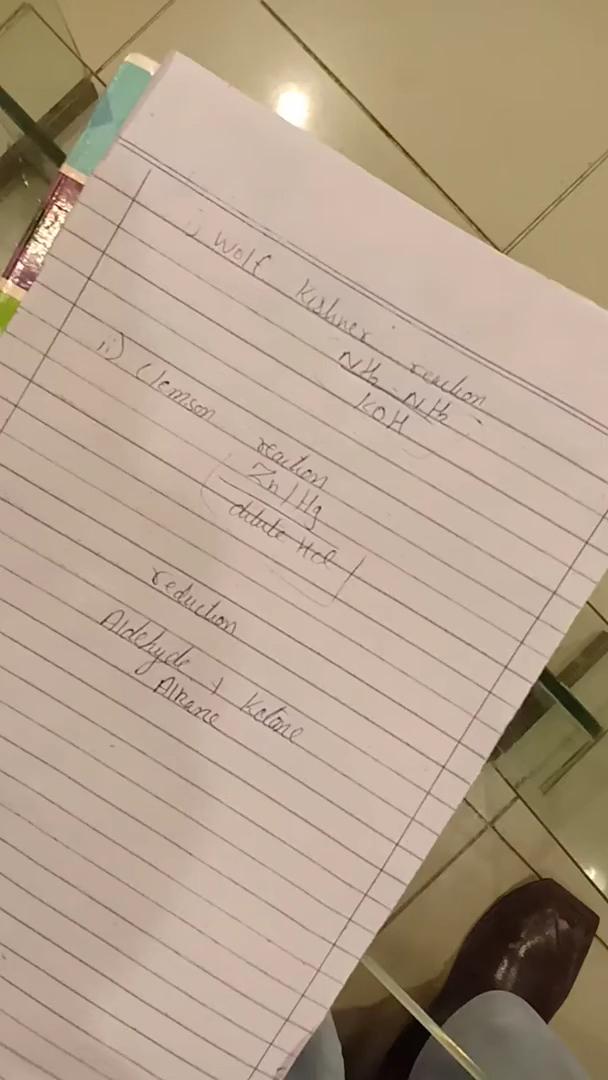 i) Wolf Kishner reaction
NH2-NH2
KOH
ii) Clemson reaction
Zn/Hg
dilute HCl
reduction
Aldehyde + Ketone
Alkane